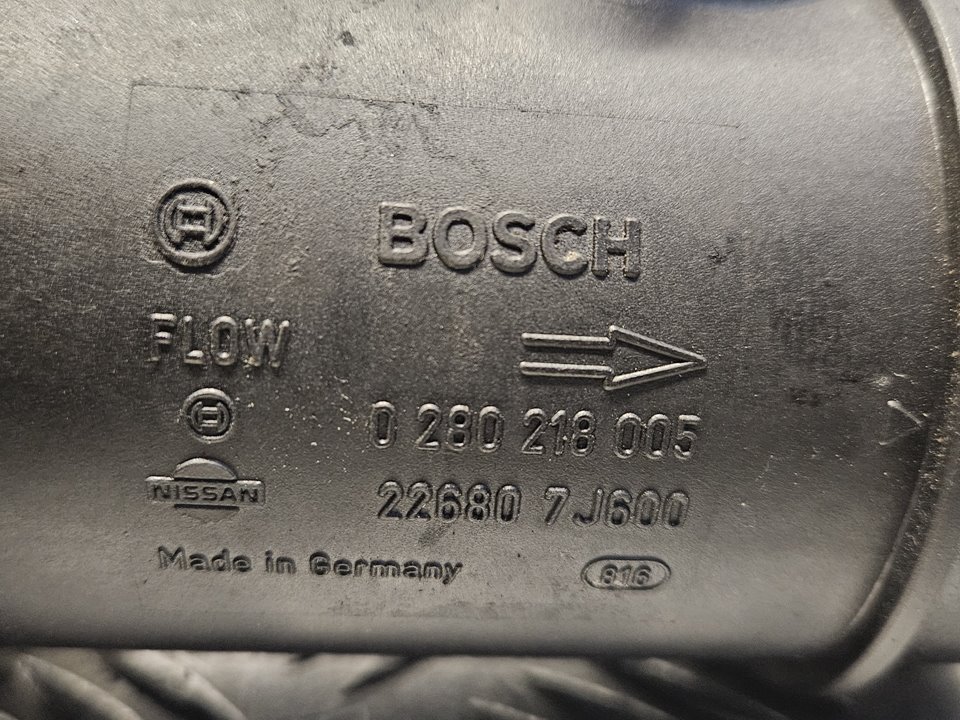 BOSCH
FLOW
0 280 218 005
NISSAN 22680 7J600
Made in Germany 816